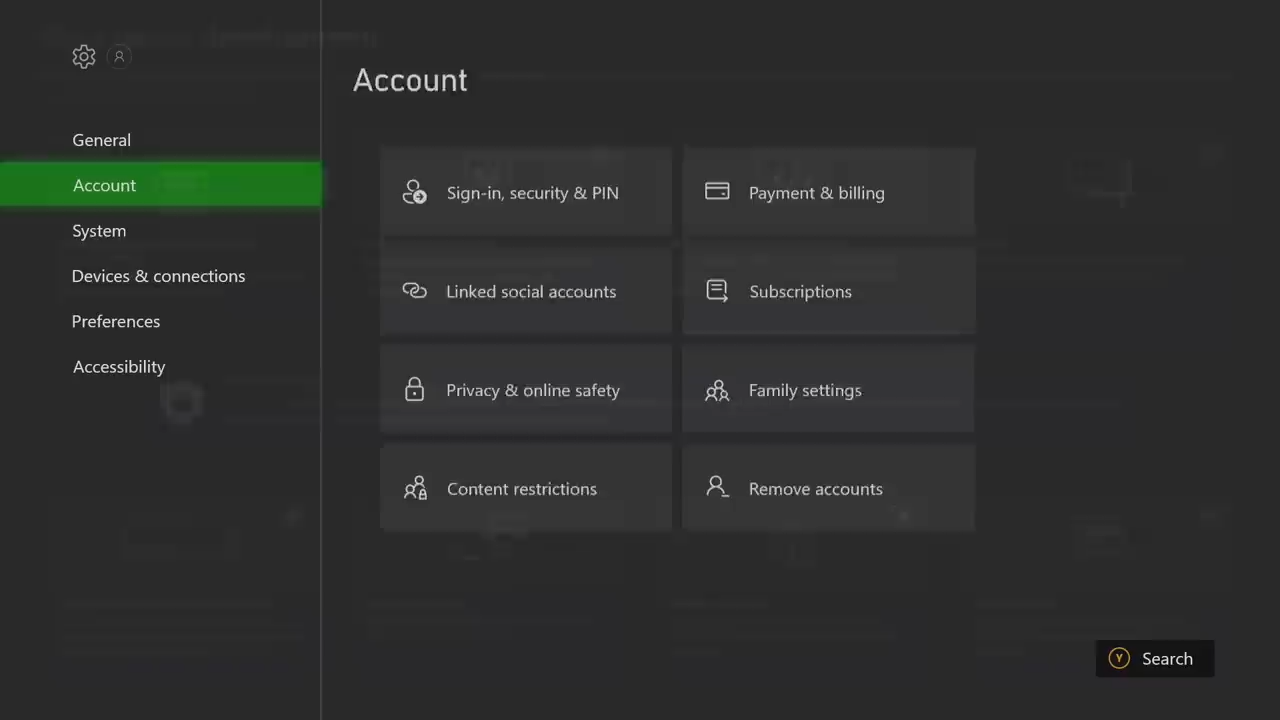 Account
General
Account
System
Devices & connections
Preferences
Accessibility
Sign-in, security & PIN
Payment & billing
Linked social accounts
Subscriptions
Privacy & online safety
Family settings
Content restrictions
Remove accounts
Y Search